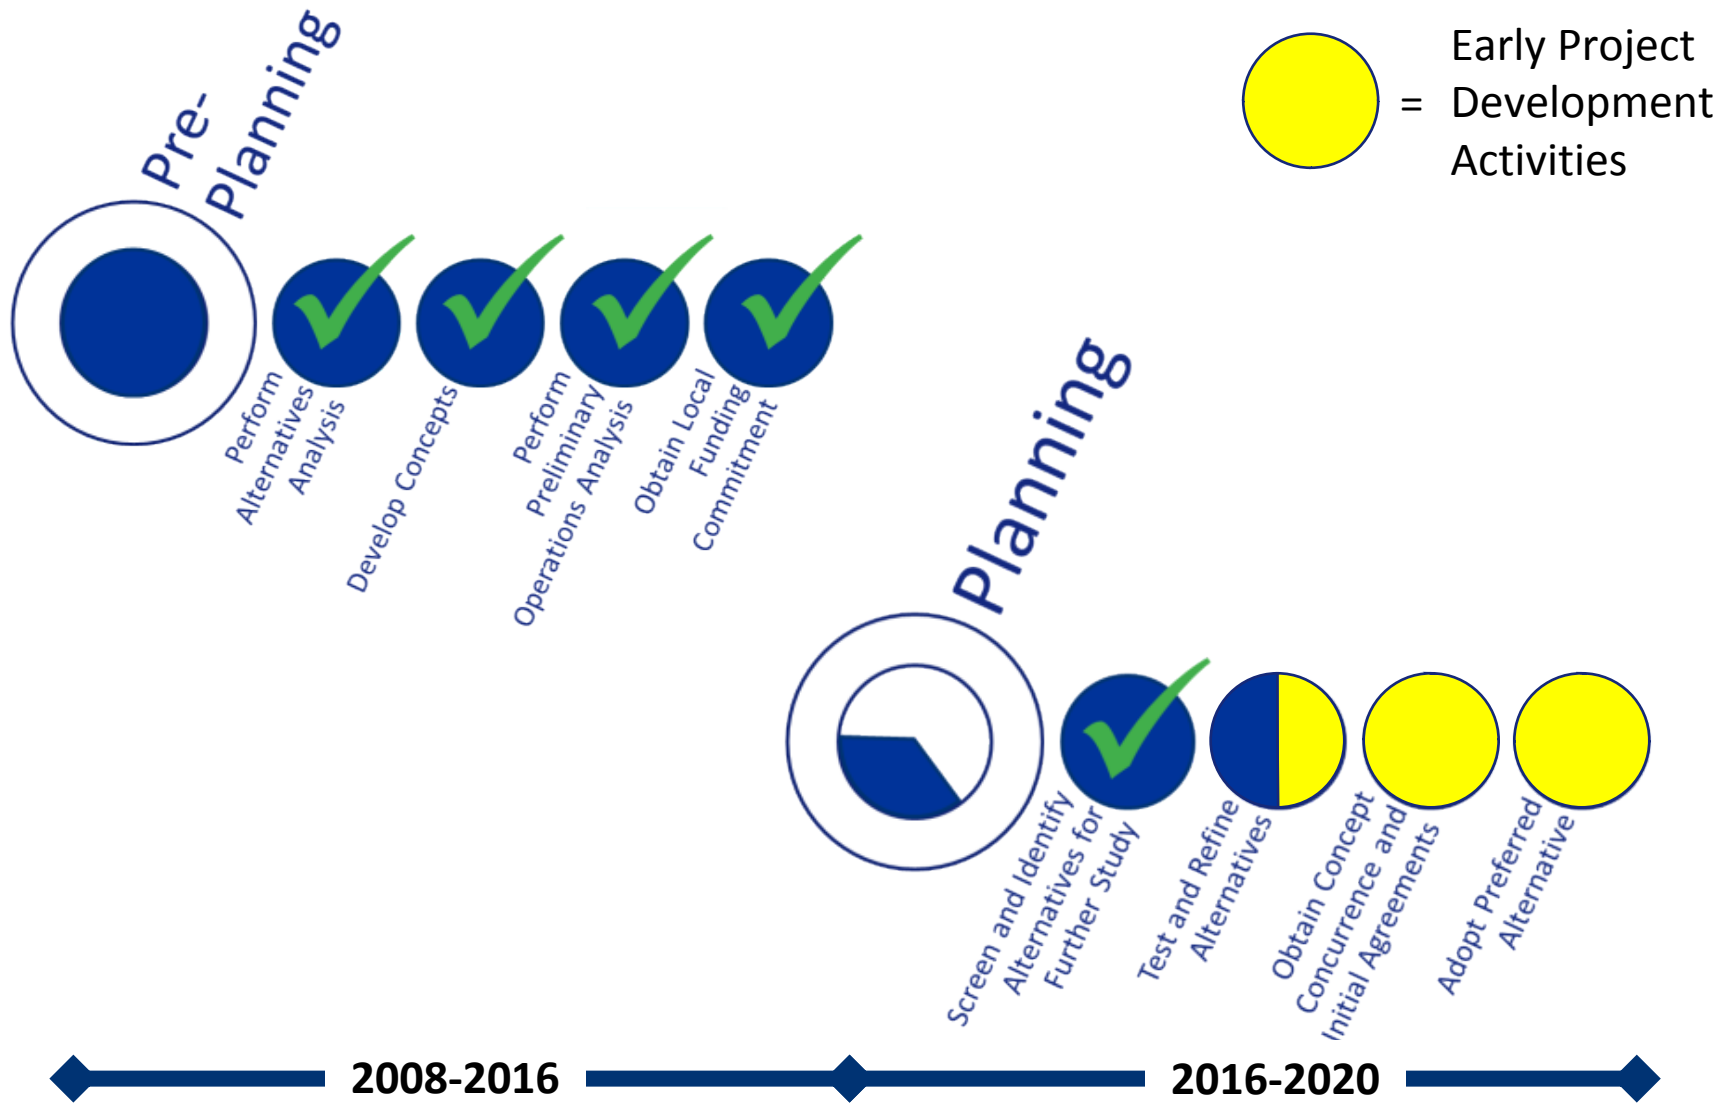 Early Project
= Development
Activities
Pre-
Planning
Perform
Alternatives
Analysis
Develop Concepts
Perform
Preliminary
Operations Analysis
Obtain Local
Funding
Commitment
Planning
Screen and Identify
Alternatives for
Further Study
Test and Refine
Alternatives
Obtain Concept
Concurrence and
Initial Agreements
Adopt Preferred
Alternative
2008-2016
2016-2020